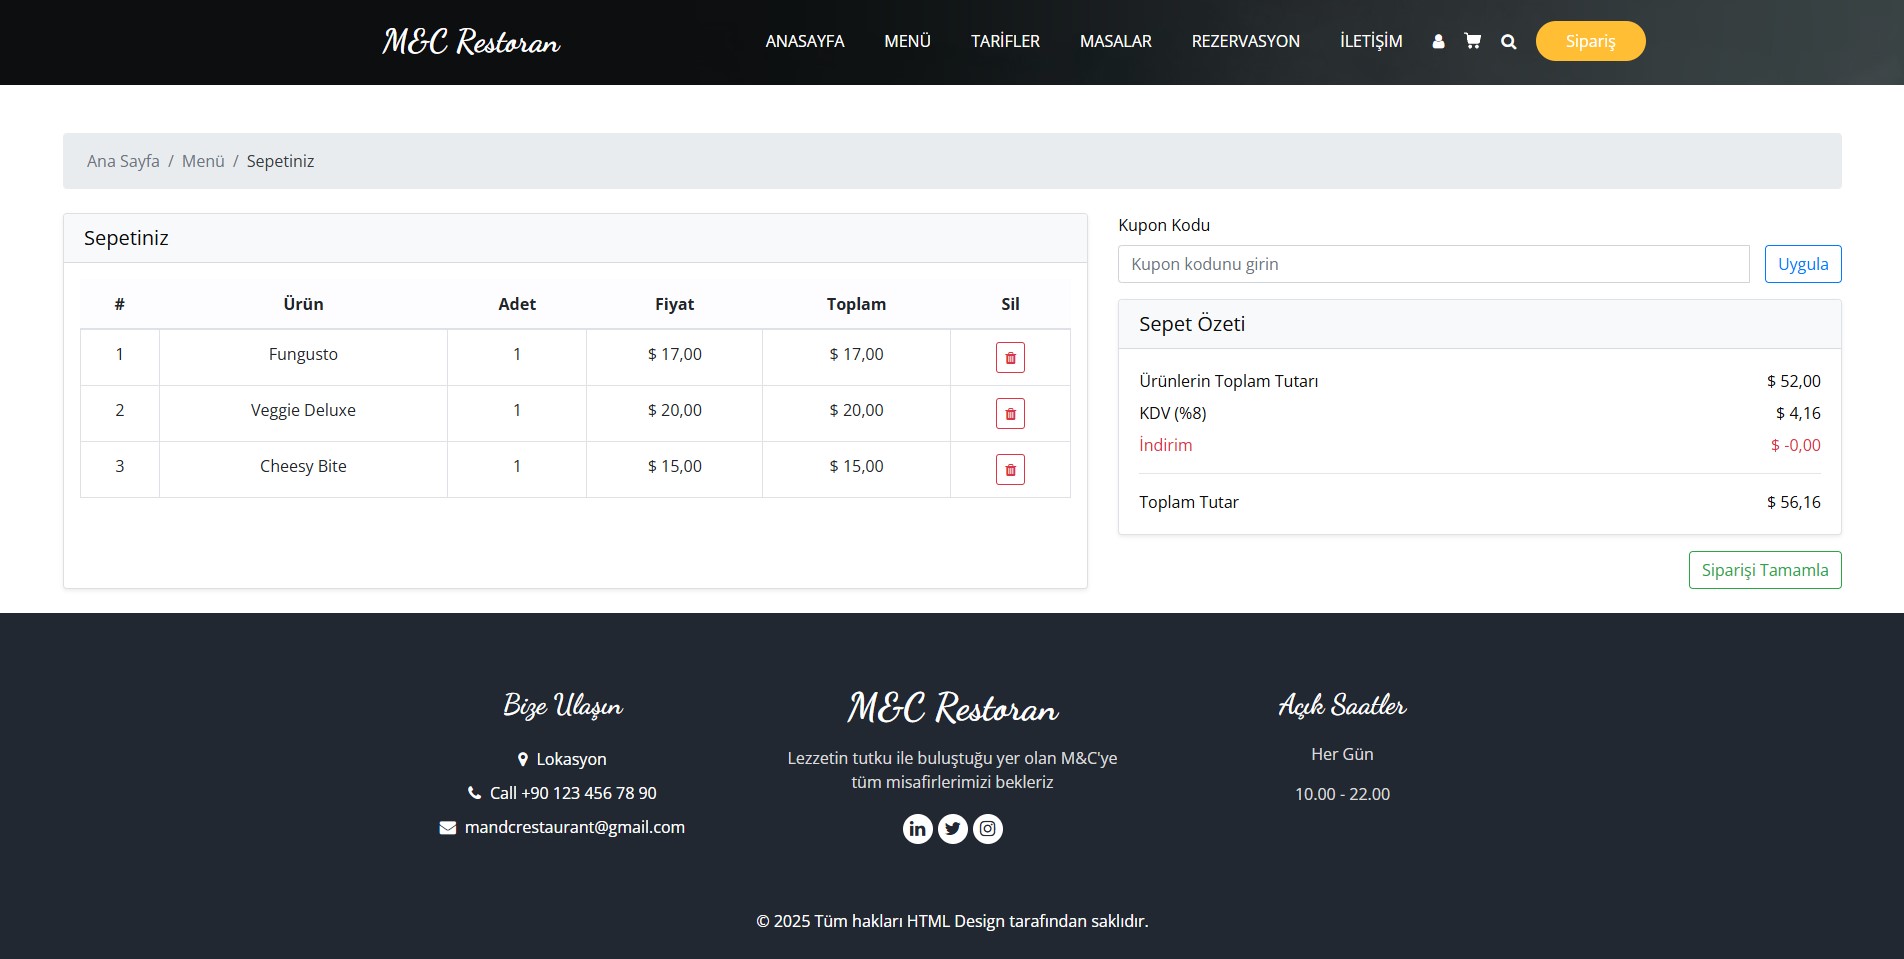 M&C Restoran
ANASAYFA MENÜ TARİFLER MASALAR REZERVASYON İLETİŞİM Sipariş
Ana Sayfa / Menü / Sepetiniz
Sepetiniz
# Ürün Adet Fiyat Toplam Sil
1 Fungusto 1 $ 17,00 $ 17,00
2 Veggie Deluxe 1 $ 20,00 $ 20,00
3 Cheesy Bite 1 $ 15,00 $ 15,00
Kupon Kodu
Kupon kodunu girin Uygula
Sepet Özeti
Ürünlerin Toplam Tutarı $ 52,00
KDV (%8) $ 4,16
İndirim $ -0,00
Toplam Tutar $ 56,16
Siparişi Tamamla
Bize Ulaşın
Lokasyon
Call +90 123 456 78 90
mandcrestaurant@gmail.com
M&C Restoran
Lezzetin tutku ile buluştuğu yer olan M&C'ye
tüm misafirlerimizi bekleriz
Açık Saatler
Her Gün
10.00 - 22.00
© 2025 Tüm hakları HTML Design tarafından saklıdır.